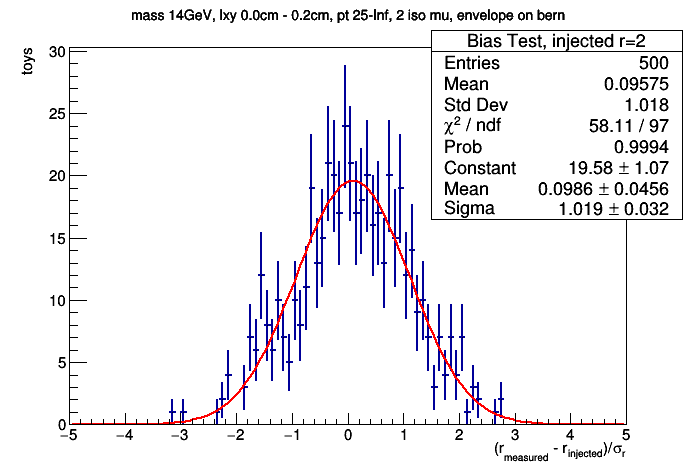 mass 14GeV, lxy 0.0cm - 0.2cm, pt 25-Inf, 2 iso mu, envelope on bern
Bias Test, injected r=2
Entries 500
Mean 0.09575
Std Dev 1.018
χ² / ndf 58.11 / 97
Prob 0.9994
Constant 19.58 ± 1.07
Mean 0.0986 ± 0.0456
Sigma 1.019 ± 0.032
toys
30
25
20
15
10
5
0
−5 −4 −3 −2 −1 0 1 2 3 4 5
(r_measured - r_injected)/σ_r